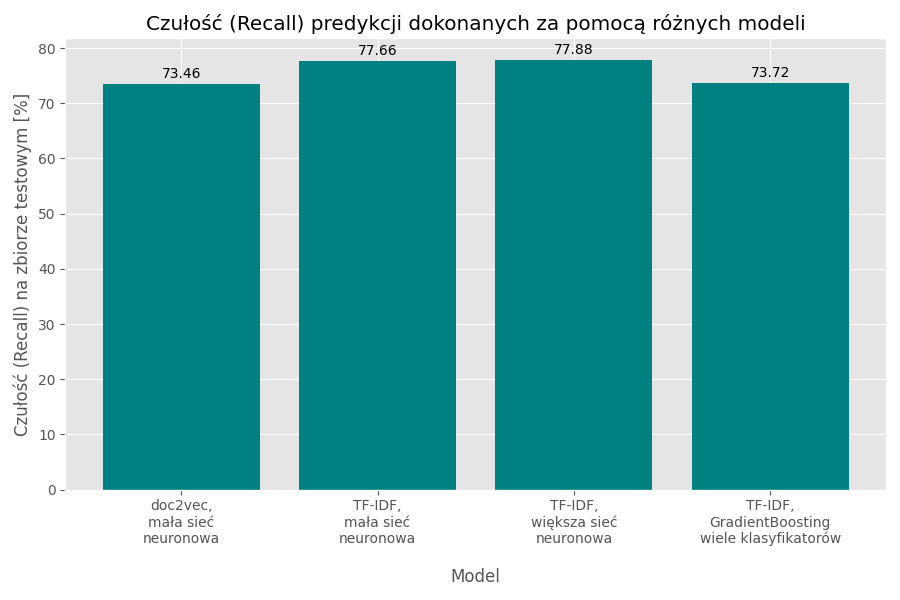 Czułość (Recall) predykcji dokonanych za pomocą różnych modeli
Czułość (Recall) na zbiorze testowym [%]
80
70
60
50
40
30
20
10
0
73.46
77.66
77.88
73.72
doc2vec,
mała sieć
neuronowa
TF-IDF,
mała sieć
neuronowa
TF-IDF,
większa sieć
neuronowa
TF-IDF,
GradientBoosting
wiele klasyfikatorów
Model